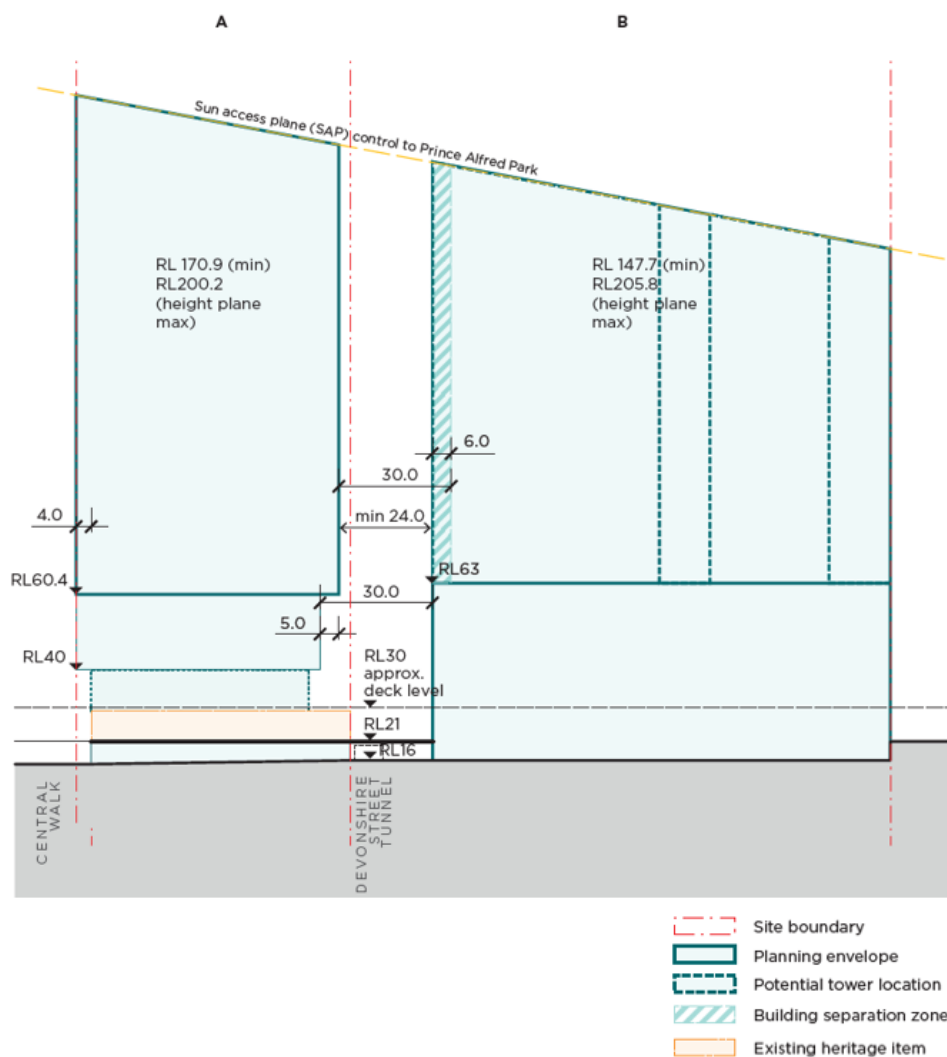 A
B
Sun access plane (SAP) control to Prince Alfred Park
RL 170.9 (min)
RL200.2
(height plane
max)
RL 147.7 (min)
RL205.8
(height plane
max)
6.0
30.0
4.0
min 24.0
RL60.4
RL63
30.0
5.0
RL40
RL30
approx.
deck level
RL21
RL16
CENTRAL
WALK
DEVONSHIRE
STREET
TUNNEL
Site boundary
Planning envelope
Potential tower location
Building separation zone
Existing heritage item